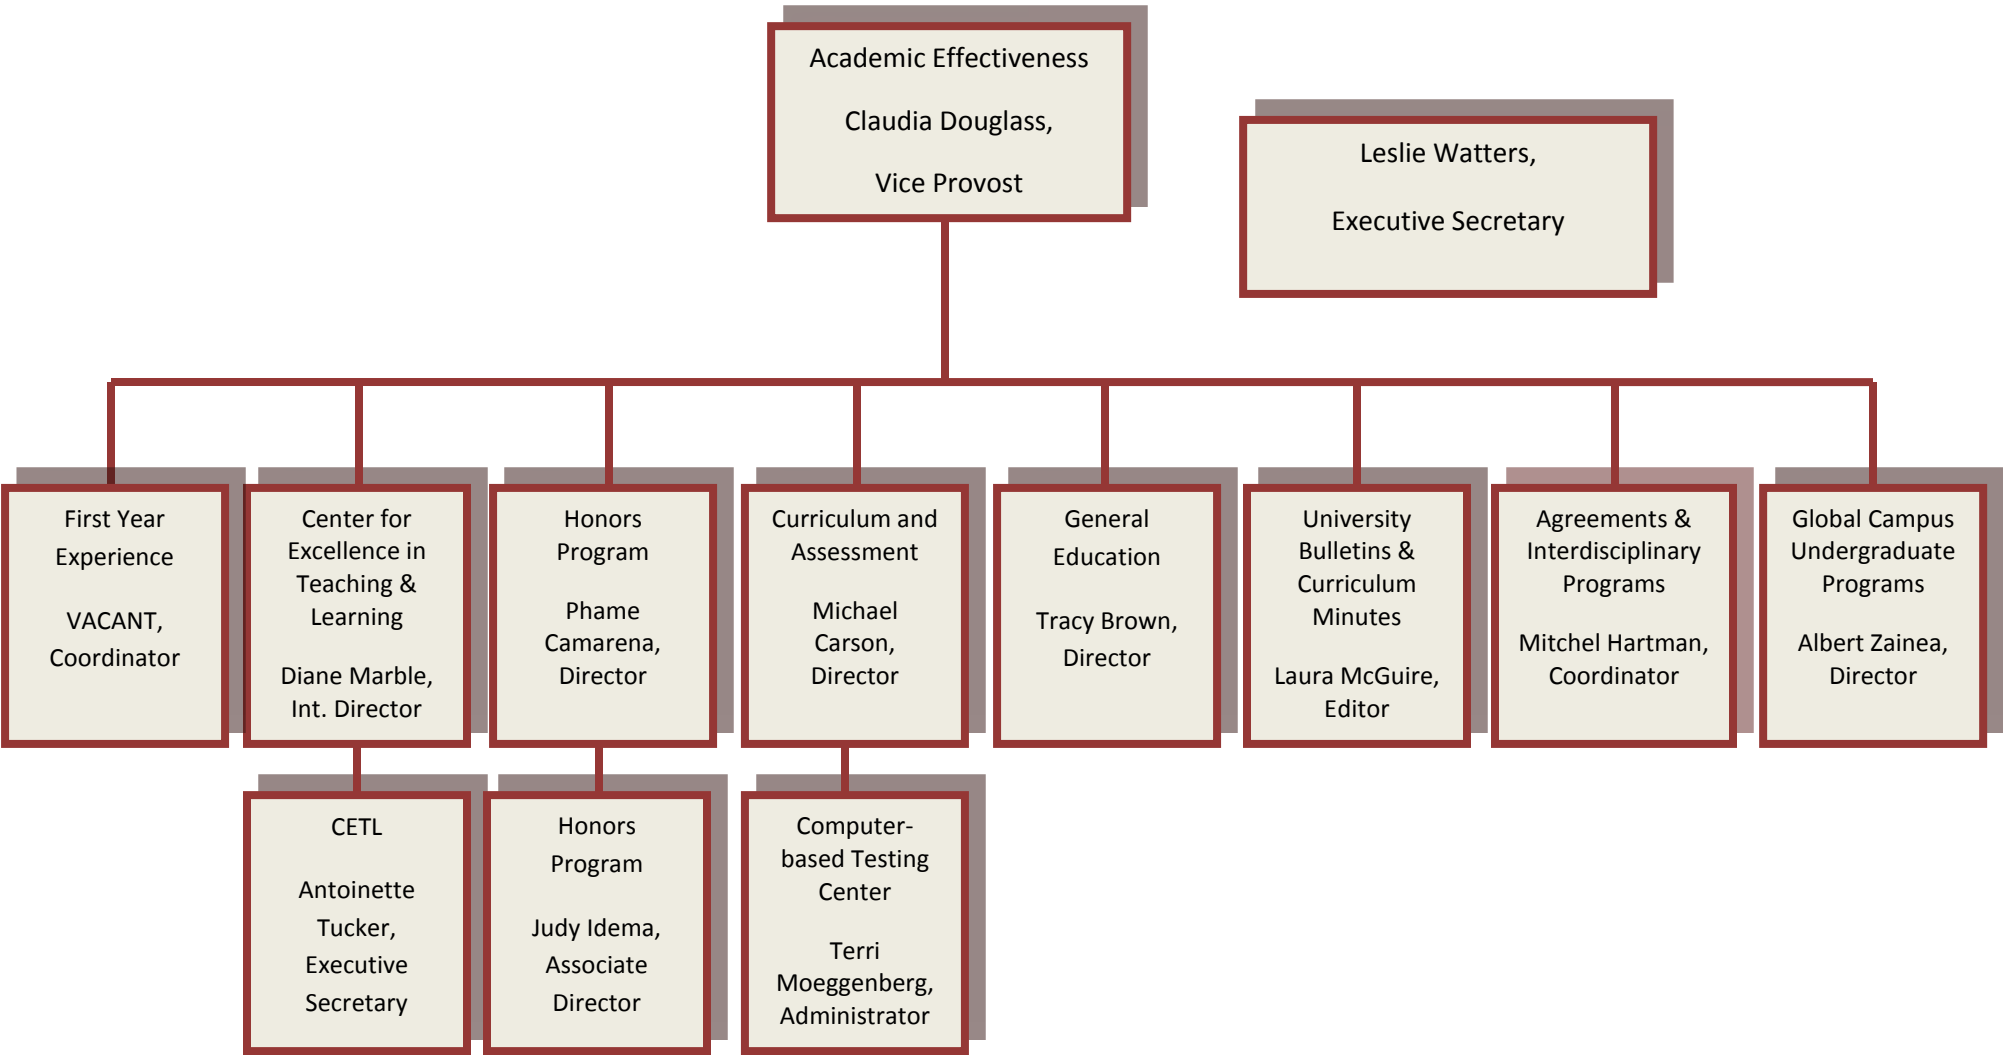 Academic Effectiveness
Claudia Douglass,
Vice Provost
Leslie Watters,
Executive Secretary
First Year
Experience
VACANT,
Coordinator
Center for
Excellence in
Teaching &
Learning
Diane Marble,
Int. Director
Honors
Program
Phame
Camarena,
Director
Curriculum and
Assessment
Michael
Carson,
Director
General
Education
Tracy Brown,
Director
University
Bulletins &
Curriculum
Minutes
Laura McGuire,
Editor
Agreements &
Interdisciplinary
Programs
Mitchel Hartman,
Coordinator
Global Campus
Undergraduate
Programs
Albert Zainea,
Director
CETL
Antoinette
Tucker,
Executive
Secretary
Honors
Program
Judy Idema,
Associate
Director
Computer-
based Testing
Center
Terri
Moeggenberg,
Administrator